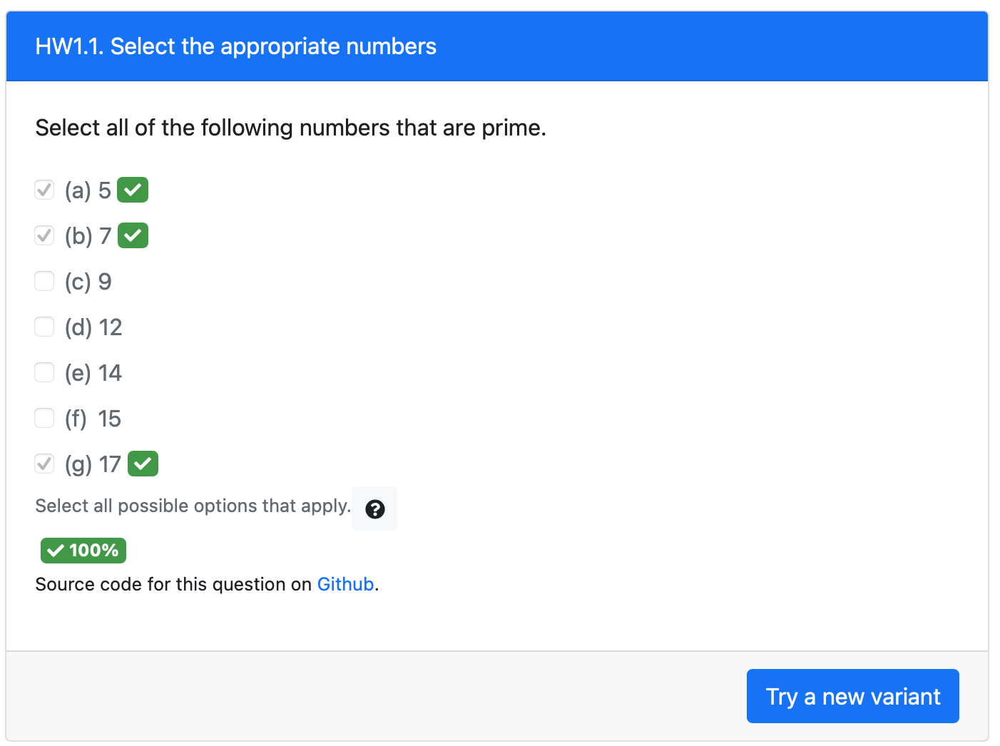 HW1.1. Select the appropriate numbers
Select all of the following numbers that are prime.
(a) 5
(b) 7
(c) 9
(d) 12
(e) 14
(f) 15
(g) 17
Select all possible options that apply. ?
100%
Source code for this question on Github.
Try a new variant